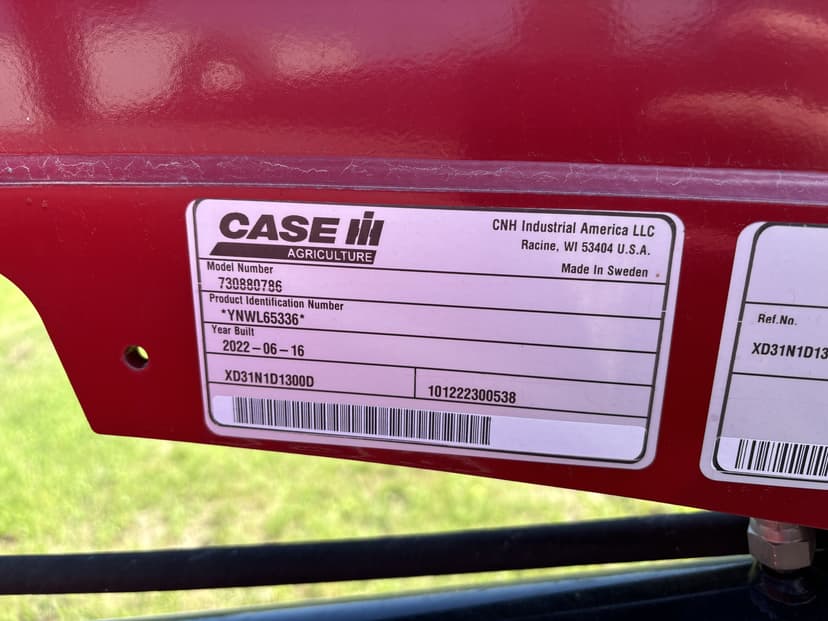 CASE IH
AGRICULTURE
CNH Industrial America LLC
Racine, WI 53404 U.S.A.
Made in Sweden
Model Number
730880786
Product Identification Number
*YNWL65336*
Year Built
2022-06-16
XD31N1D1300D
101222300538
Ref.No.
XD31N1D13